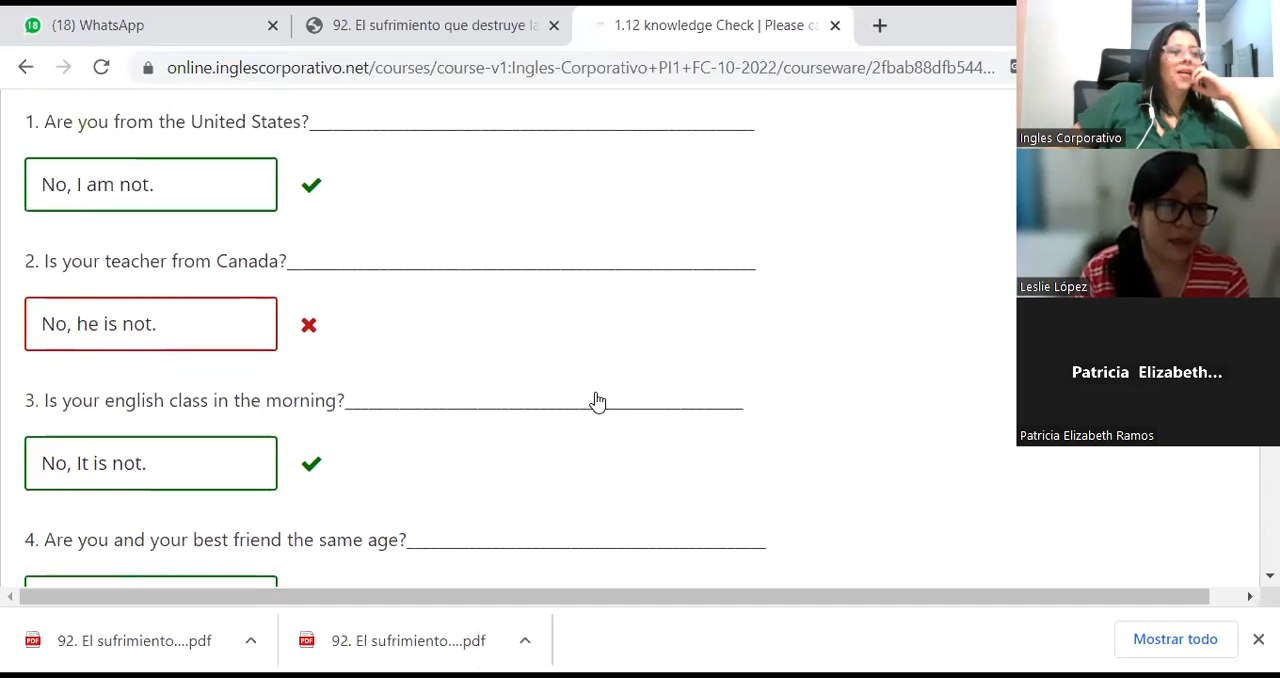 18
(18) WhatsApp
92. El sufrimiento que destruye la
1.12 knowledge Check | Please ca
online.inglescorporativo.net/courses/course-v1:Ingles-Corporativo+PI1+FC-10-2022/courseware/2fbab88dfb544...
1. Are you from the United States?
No, I am not.
2. Is your teacher from Canada?
No, he is not.
3. Is your english class in the morning?
No, It is not.
4. Are you and your best friend the same age?
Ingles Corporativo
Leslie López
Patricia Elizabeth...
Patricia Elizabeth Ramos
PDF
92. El sufrimiento....pdf
PDF
92. El sufrimiento....pdf
Mostrar todo